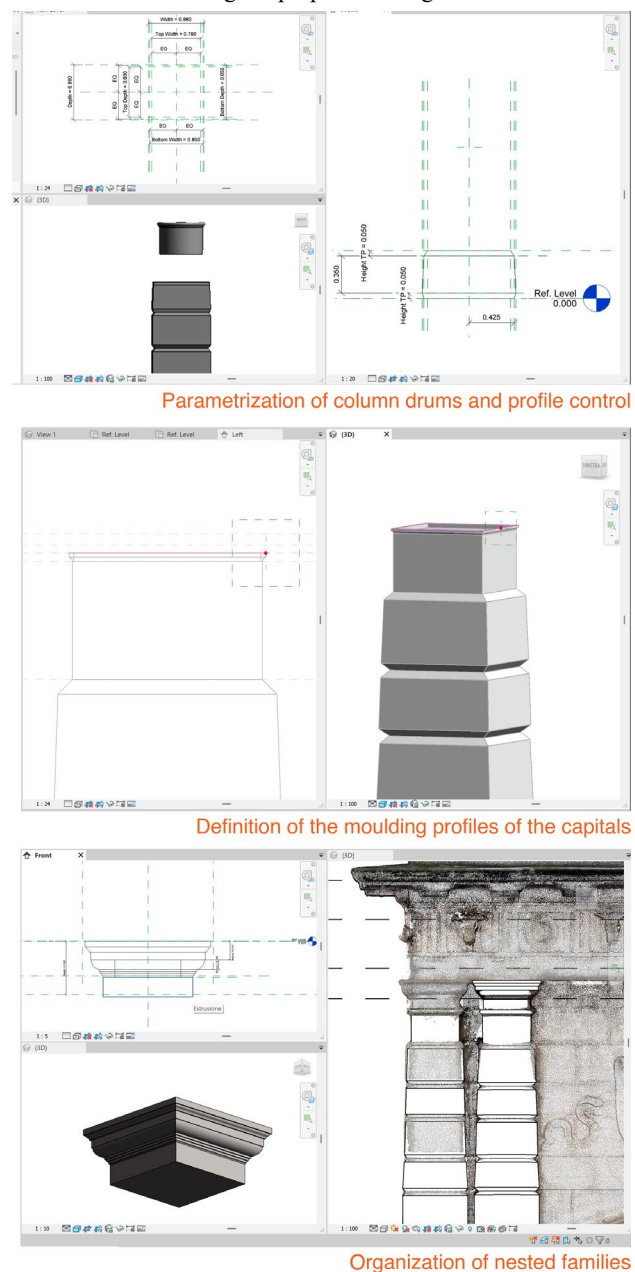 Width = 0.880
Top Width = 0.780
EQ EQ
Depth = 0.880
EQ
EQ
Top Depth = 0.800
EQ
EQ
EQ EQ
Bottom Width = 0.850
1 : 24
(3D)
1 : 100
Height TP = 0.050
0.350
Height TP = 0.050
Ref. Level
0.000
0.425
1 : 20
Parametrization of column drums and profile control
View 1
Ref. Level
Ref. Level
Left
(3D)
1 : 24
1 : 100
Definition of the moulding profiles of the capitals
Front
(3D)
Estrusione
1 : 5
(3D)
1 : 10
1 : 100
Organization of nested families